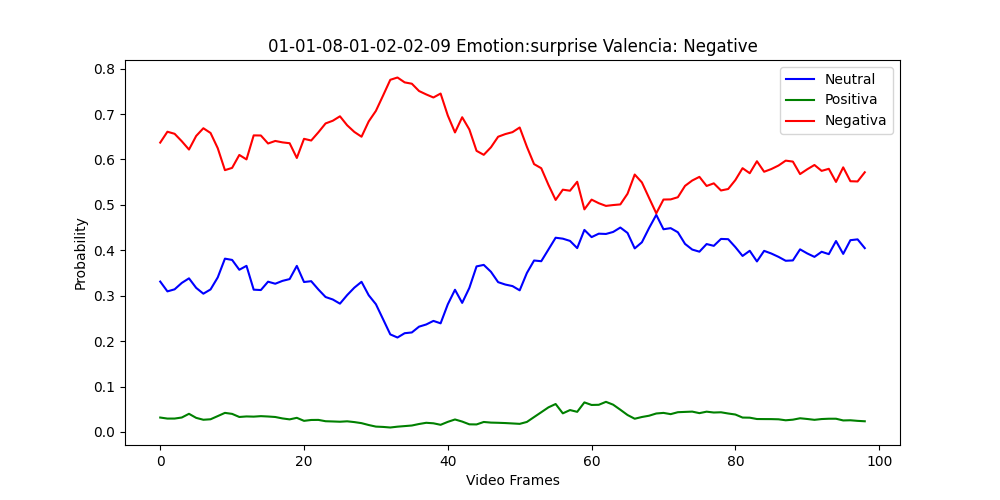 01-01-08-01-02-02-09 Emotion:surprise Valencia: Negative
Neutral
Positiva
Negativa
0.8
0.7
0.6
0.5
0.4
0.3
0.2
0.1
0.0
Probability
0 20 40 60 80 100
Video Frames